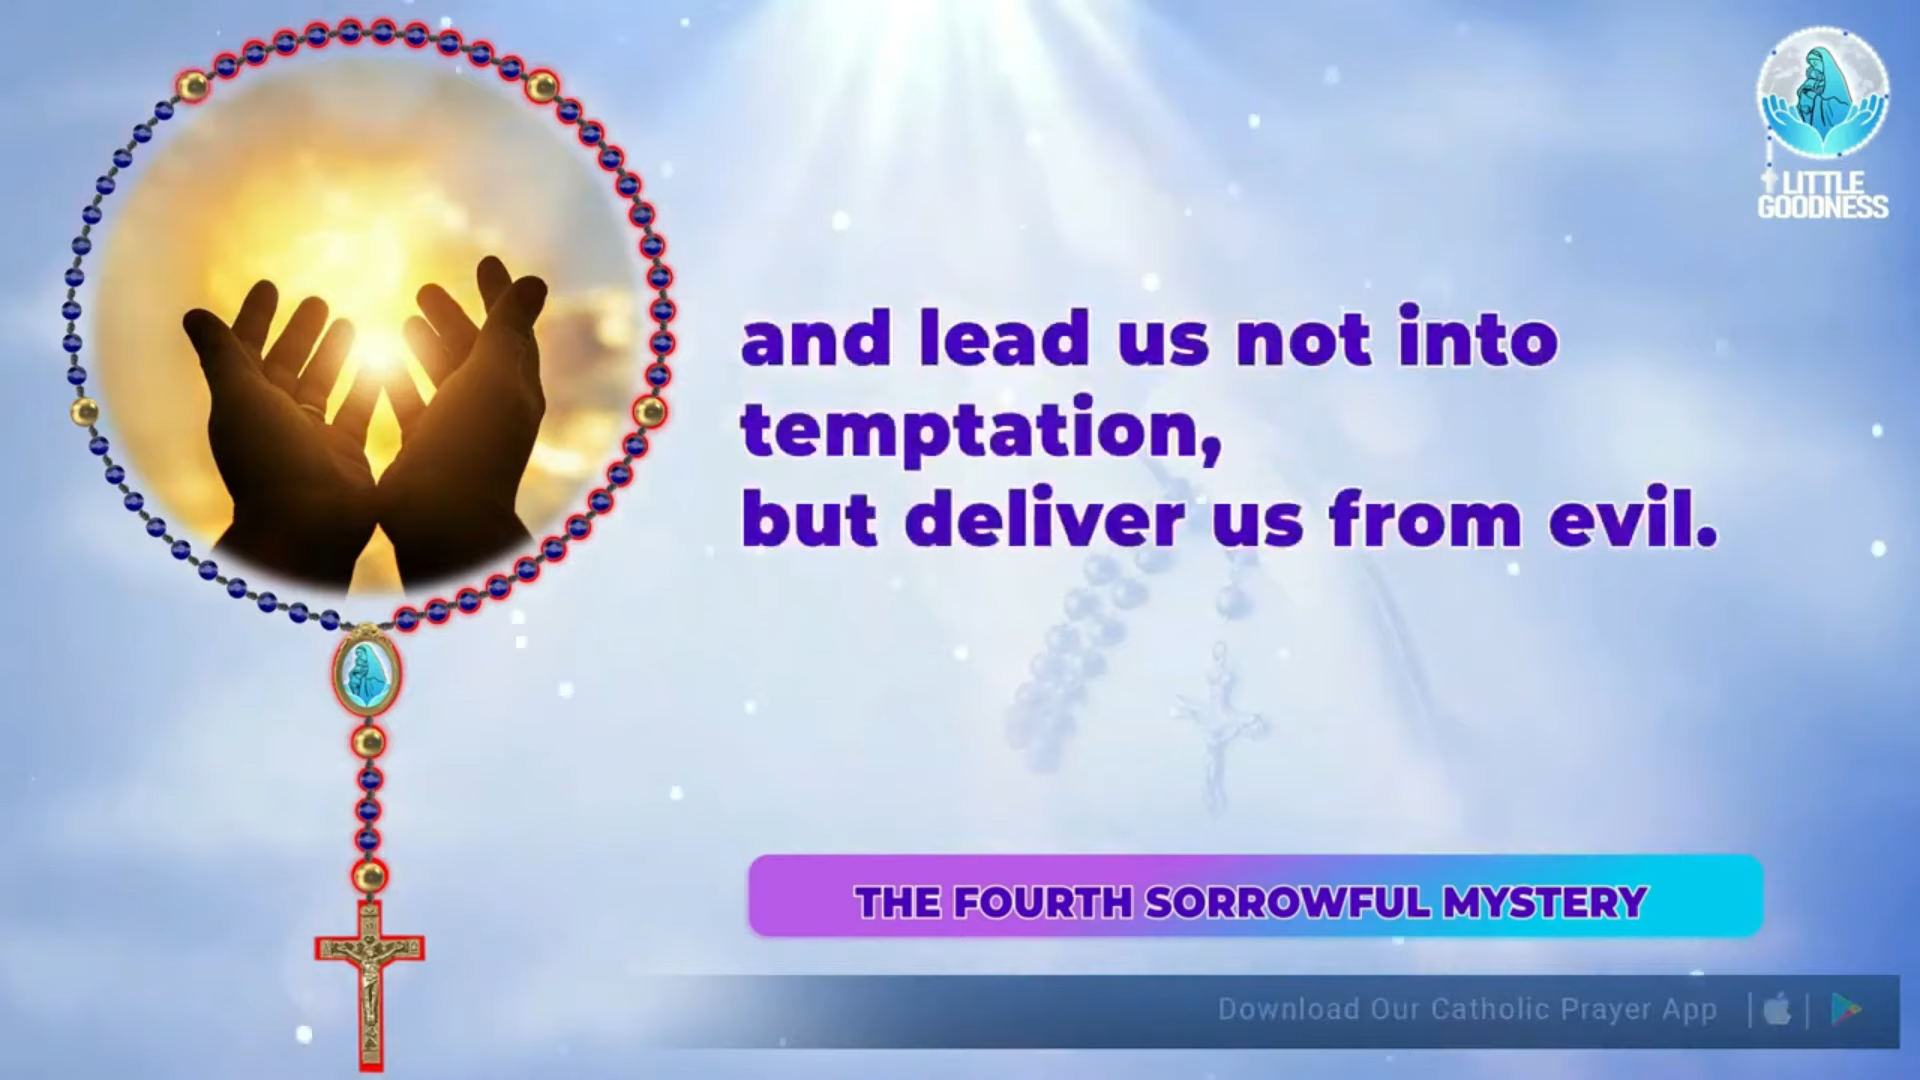 LITTLE
GOODNESS
and lead us not into
temptation,
but deliver us from evil.
THE FOURTH SORROWFUL MYSTERY
Download Our Catholic Prayer App